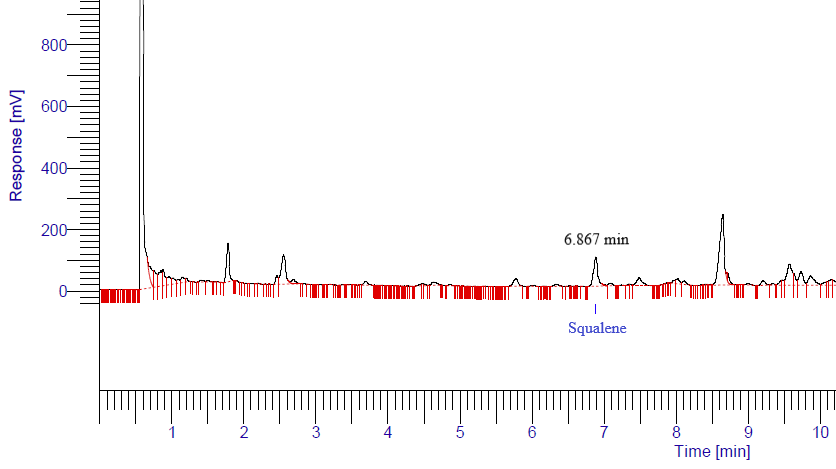 800
600
400
200
0
Response [mV]
6.867 min
Squalene
1 2 3 4 5 6 7 8 9 10
Time [min]